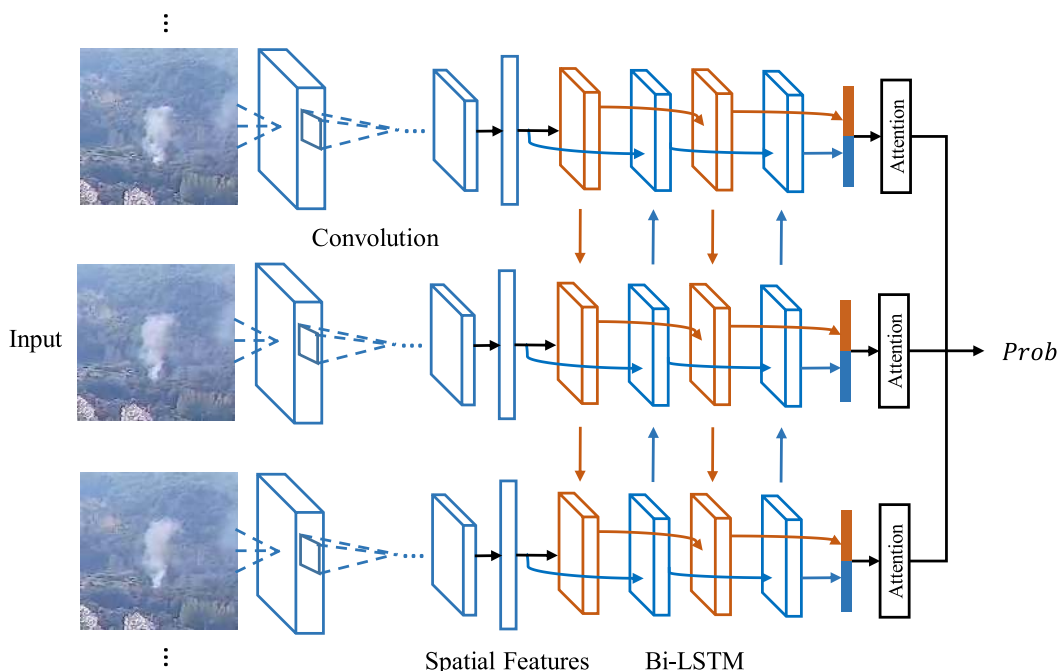 ⋮
Attention
Convolution
Input
Attention
Prob
Attention
Spatial Features
Bi-LSTM
⋮